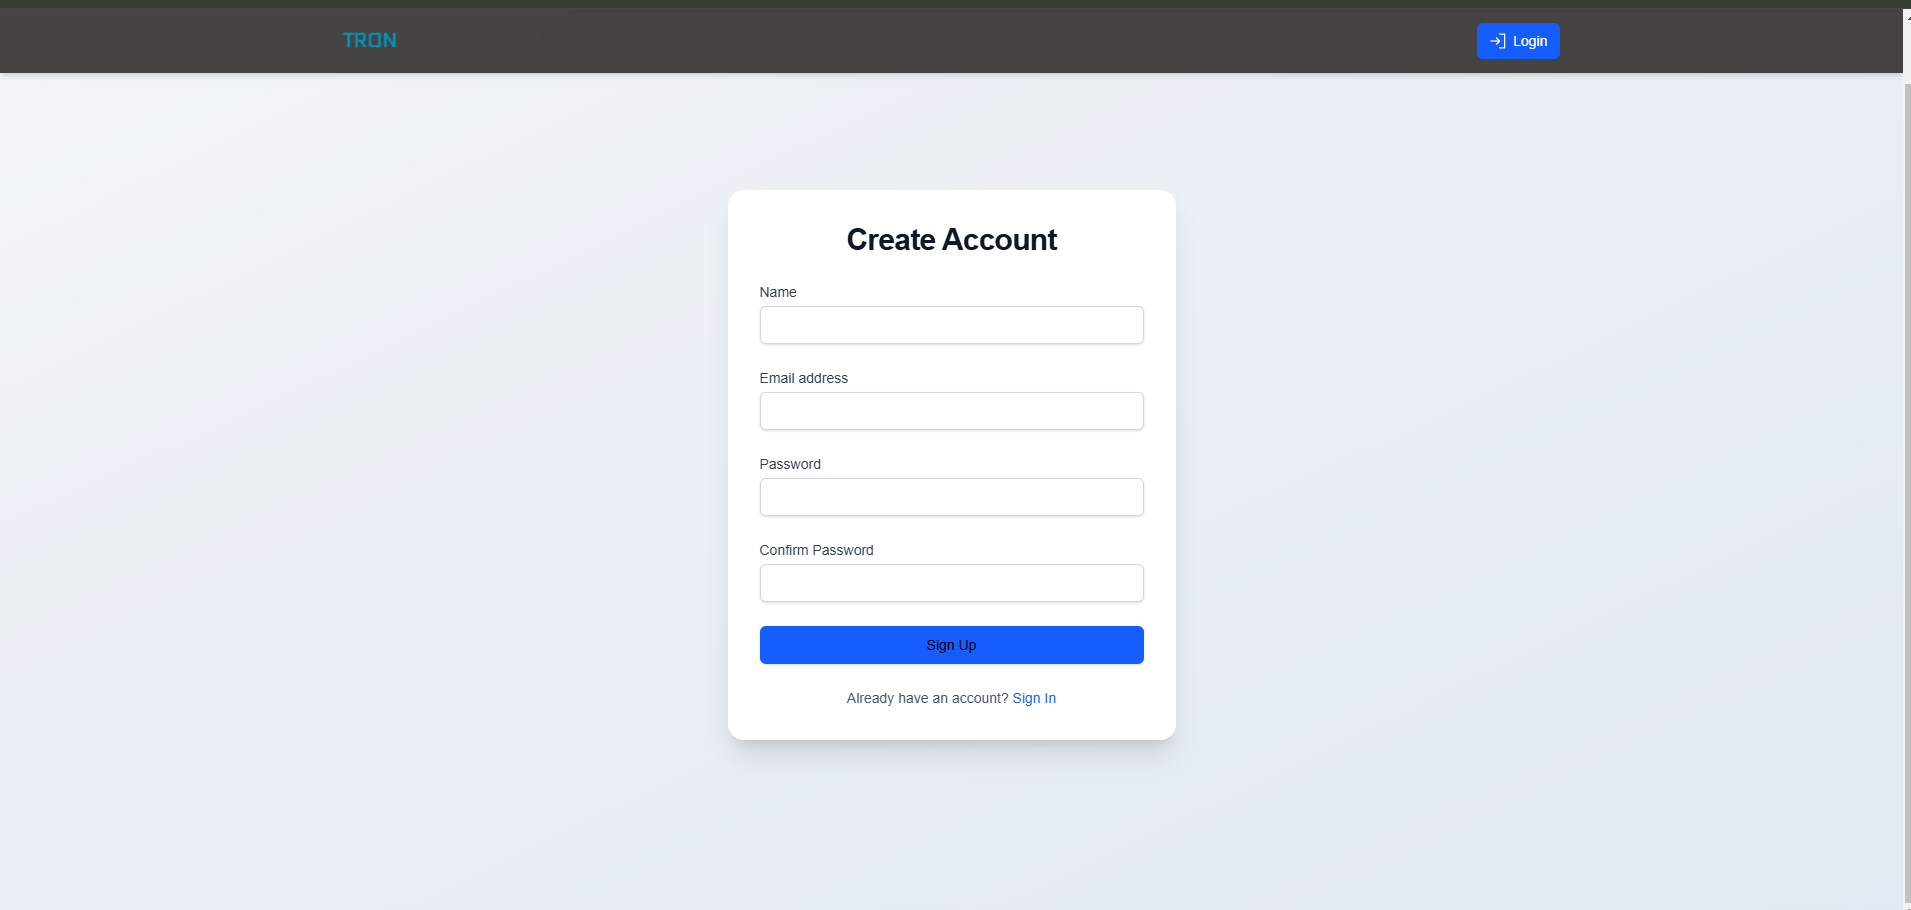 TRON
Login
Create Account
Name
Email address
Password
Confirm Password
Sign Up
Already have an account? Sign In